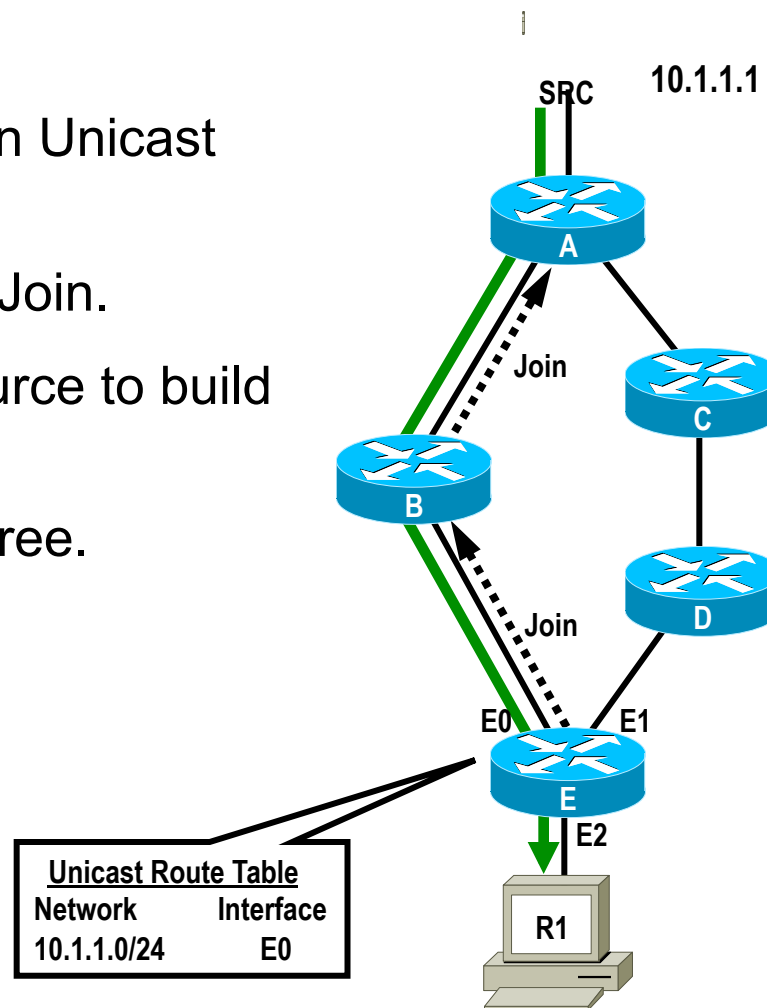 SRC 10.1.1.1
n Unicast
A
Join.
Join
urce to build
C
B
ree.
D
Join
E0 E1
E
E2
Unicast Route Table
Network Interface
10.1.1.0/24 E0
R1